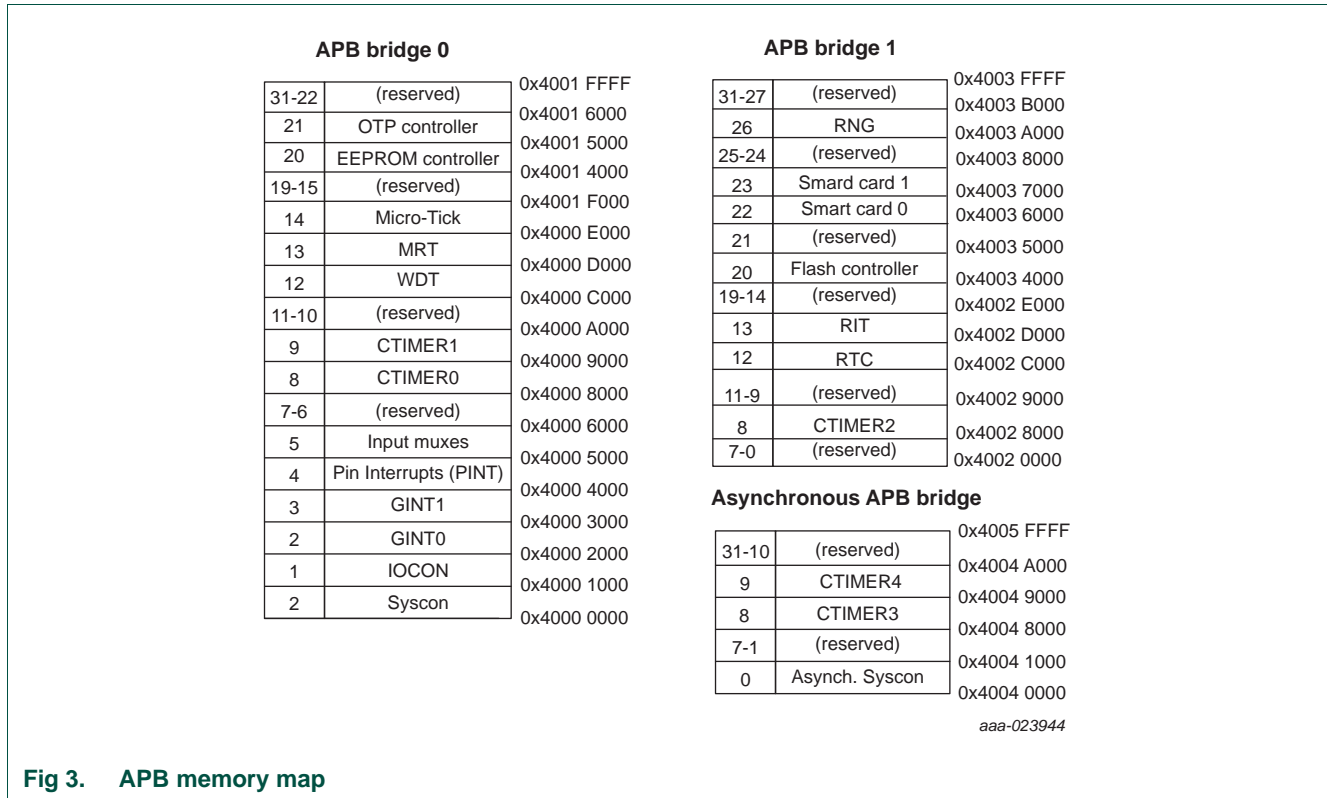 APB bridge 0
0x4001 FFFF
31-22 (reserved)
0x4001 6000
21 OTP controller
0x4001 5000
20 EEPROM controller
0x4001 4000
19-15 (reserved)
0x4001 F000
14 Micro-Tick
0x4000 E000
13 MRT
0x4000 D000
12 WDT
0x4000 C000
11-10 (reserved)
0x4000 A000
9 CTIMER1
0x4000 9000
8 CTIMER0
0x4000 8000
7-6 (reserved)
0x4000 6000
5 Input muxes
0x4000 5000
4 Pin Interrupts (PINT)
0x4000 4000
3 GINT1
0x4000 3000
2 GINT0
0x4000 2000
1 IOCON
0x4000 1000
2 Syscon
0x4000 0000
APB bridge 1
0x4003 FFFF
31-27 (reserved)
0x4003 B000
26 RNG
0x4003 A000
25-24 (reserved)
0x4003 8000
23 Smard card 1
0x4003 7000
22 Smart card 0
0x4003 6000
21 (reserved)
0x4003 5000
20 Flash controller
0x4003 4000
19-14 (reserved)
0x4002 E000
13 RIT
0x4002 D000
12 RTC
0x4002 C000
11-9 (reserved)
0x4002 9000
8 CTIMER2
0x4002 8000
7-0 (reserved)
0x4002 0000
Asynchronous APB bridge
0x4005 FFFF
31-10 (reserved)
0x4004 A000
9 CTIMER4
0x4004 9000
8 CTIMER3
0x4004 8000
7-1 (reserved)
0x4004 1000
0 Asynch. Syscon
0x4004 0000
aaa-023944
Fig 3. APB memory map